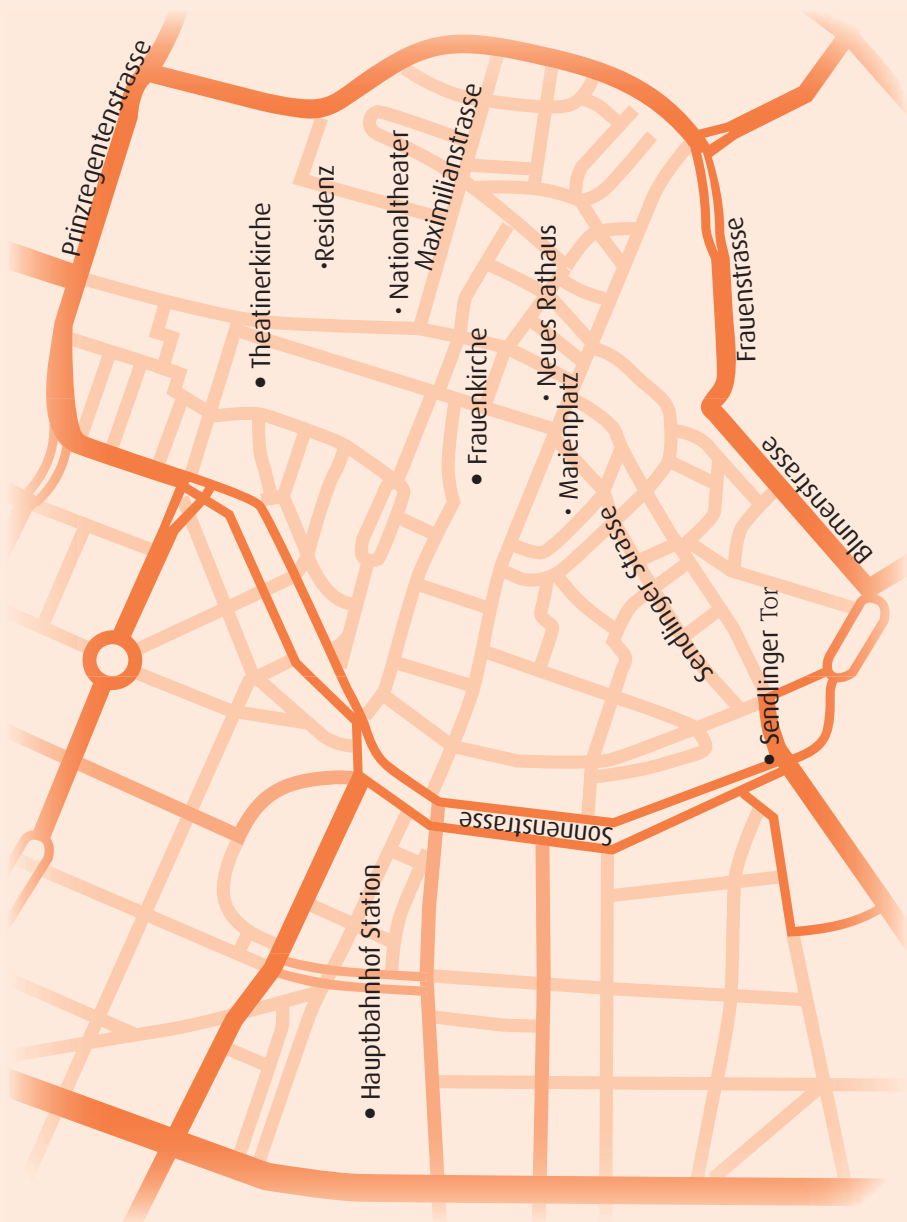 Prinzregentenstrasse
Theatinerkirche
Residenz
Nationaltheater
Maximilianstrasse
Frauenkirche
Neues Rathaus
Marienplatz
Frauenstrasse
Blumenstrasse
Sendlinger Strasse
Sendlinger Tor
Sonnenstrasse
Hauptbahnhof Station